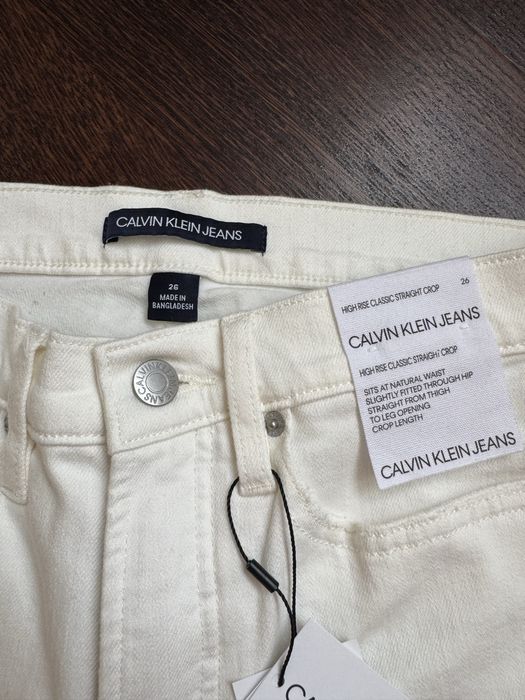 CALVIN KLEIN JEANS
26
MADE IN
BANGLADESH
CALVIN KLEIN JEANS
HIGH RISE CLASSIC STRAIGHT CROP 26
CALVIN KLEIN JEANS
HIGH RISE CLASSIC STRAIGHT CROP
SITS AT NATURAL WAIST
SLIGHTLY FITTED THROUGH HIP
STRAIGHT FROM THIGH
TO LEG OPENING
CROP LENGTH
CALVIN KLEIN JEANS